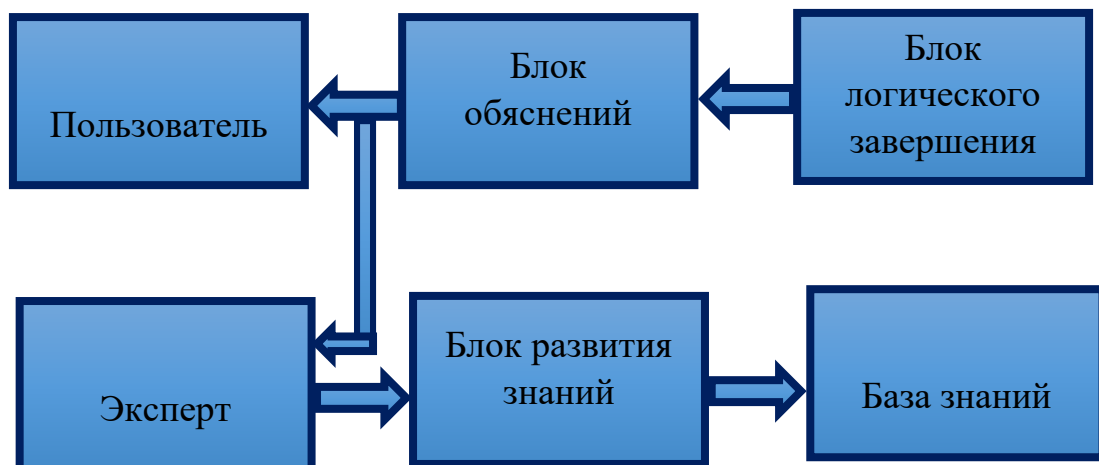 Пользователь
Блок
обяснений
Блок
логического
завершения
Эксперт
Блок развития
знаний
База знаний